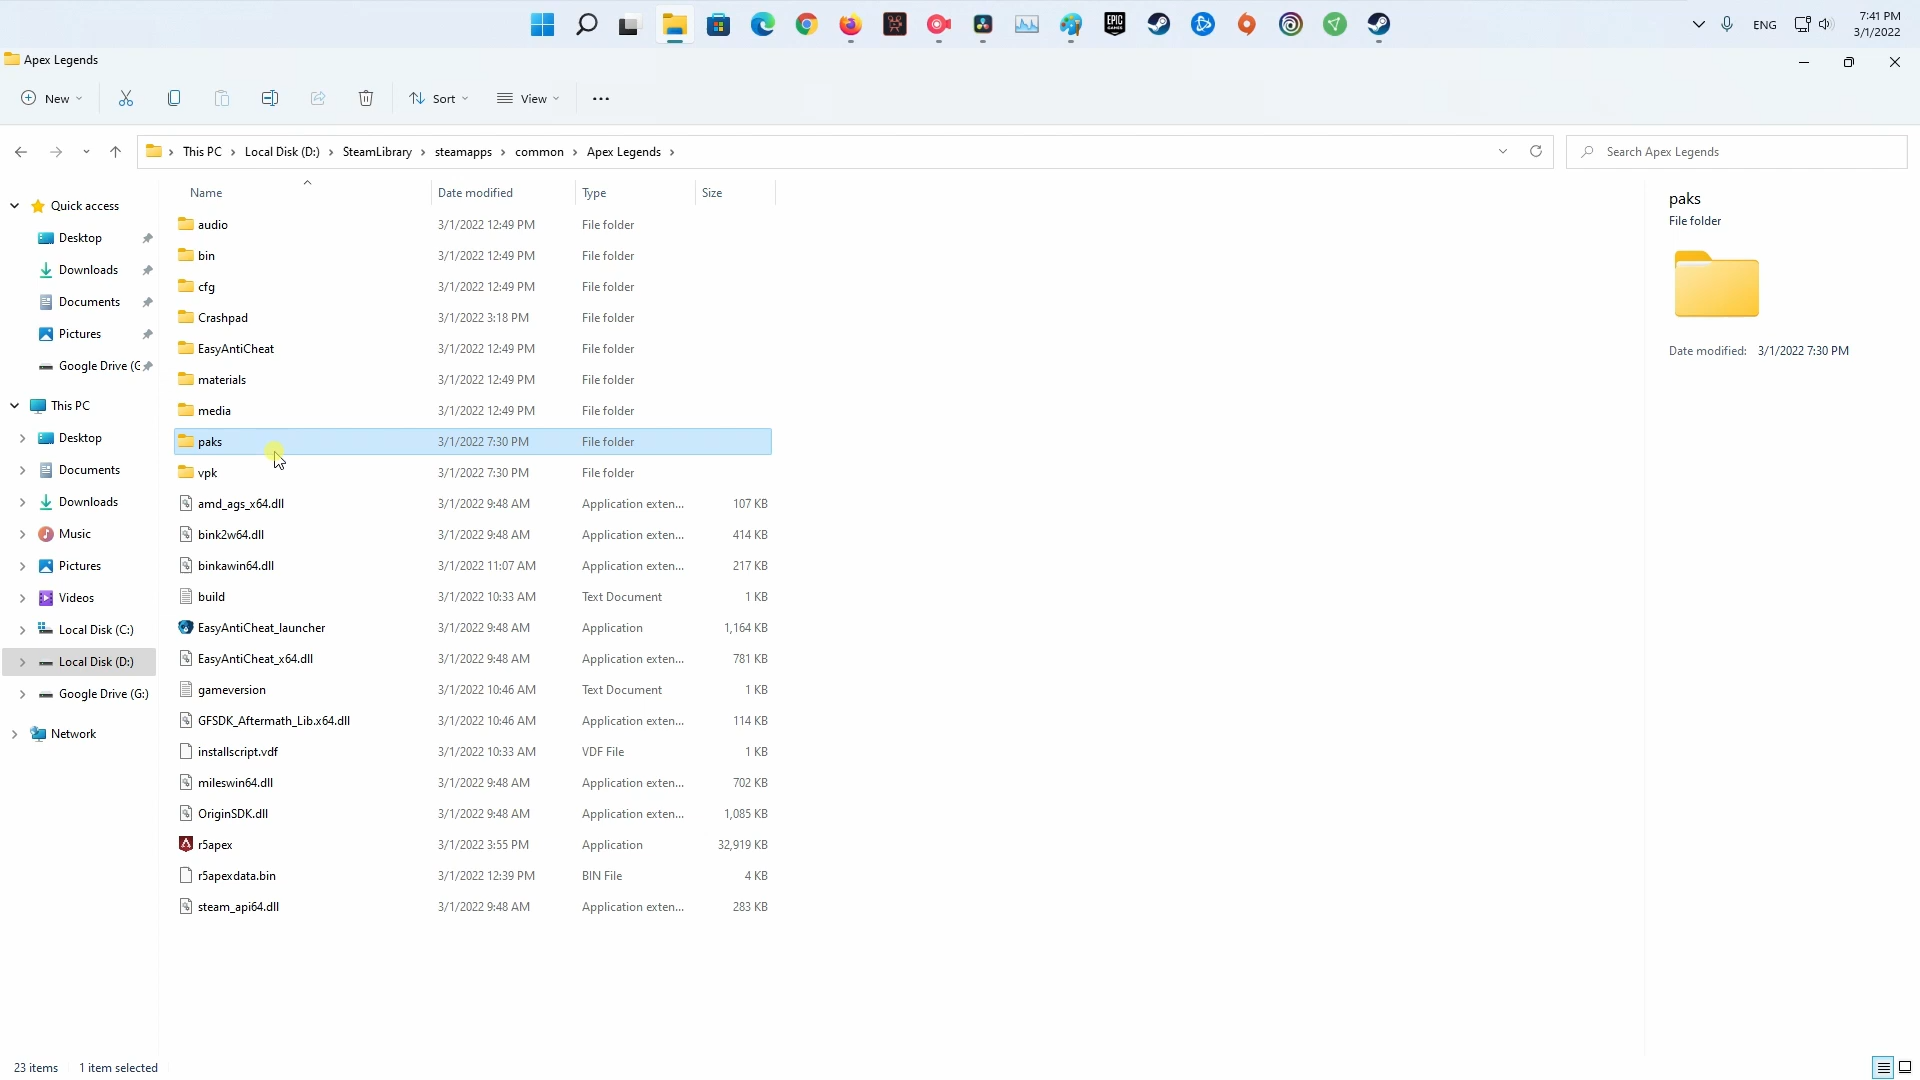 EPIC GAMES
ENG
7:41 PM
3/1/2022
Apex Legends
New
Sort
View
This PC
Local Disk (D:)
SteamLibrary
steamapps
common
Apex Legends
Search Apex Legends
Name
Date modified
Type
Size
Quick access
Desktop
Downloads
Documents
Pictures
Google Drive (G
This PC
Desktop
Documents
Downloads
Music
Pictures
Videos
Local Disk (C:)
Local Disk (D:)
Google Drive (G:)
Network
audio 3/1/2022 12:49 PM File folder
bin 3/1/2022 12:49 PM File folder
cfg 3/1/2022 12:49 PM File folder
Crashpad 3/1/2022 3:18 PM File folder
EasyAntiCheat 3/1/2022 12:49 PM File folder
materials 3/1/2022 12:49 PM File folder
media 3/1/2022 12:49 PM File folder
paks 3/1/2022 7:30 PM File folder
vpk 3/1/2022 7:30 PM File folder
amd_ags_x64.dll 3/1/2022 9:48 AM Application exten... 107 KB
bink2w64.dll 3/1/2022 9:48 AM Application exten... 414 KB
binkawin64.dll 3/1/2022 11:07 AM Application exten... 217 KB
build 3/1/2022 10:33 AM Text Document 1 KB
EasyAntiCheat_launcher 3/1/2022 9:48 AM Application 1,164 KB
EasyAntiCheat_x64.dll 3/1/2022 9:48 AM Application exten... 781 KB
gameversion 3/1/2022 10:46 AM Text Document 1 KB
GFSDK_Aftermath_Lib.x64.dll 3/1/2022 10:46 AM Application exten... 114 KB
installscript.vdf 3/1/2022 10:33 AM VDF File 1 KB
mileswin64.dll 3/1/2022 9:48 AM Application exten... 702 KB
OriginSDK.dll 3/1/2022 9:48 AM Application exten... 1,085 KB
r5apex 3/1/2022 3:55 PM Application 32,919 KB
r5apexdata.bin 3/1/2022 12:39 PM BIN File 4 KB
steam_api64.dll 3/1/2022 9:48 AM Application exten... 283 KB
paks
File folder
Date modified: 3/1/2022 7:30 PM
23 items 1 item selected